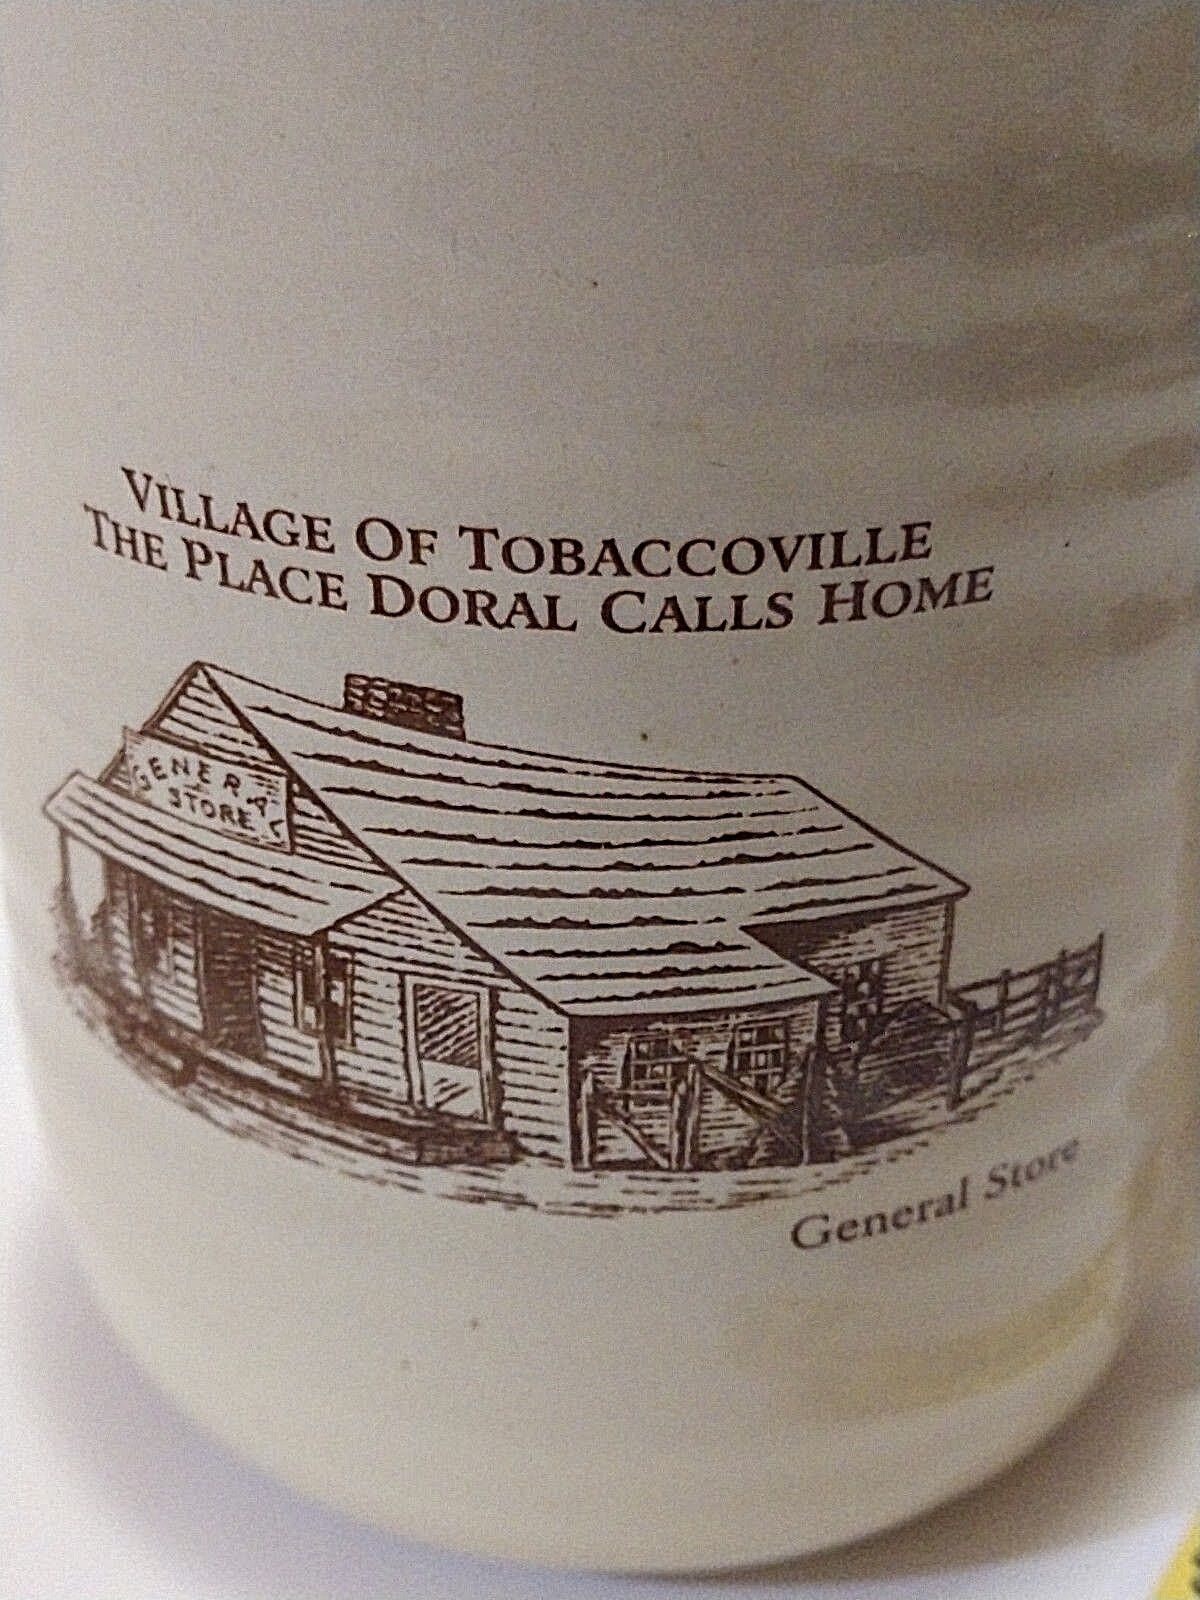 VILLAGE OF TOBACCOVILLE
THE PLACE DORAL CALLS HOME
GENERAL
STORE
General Store